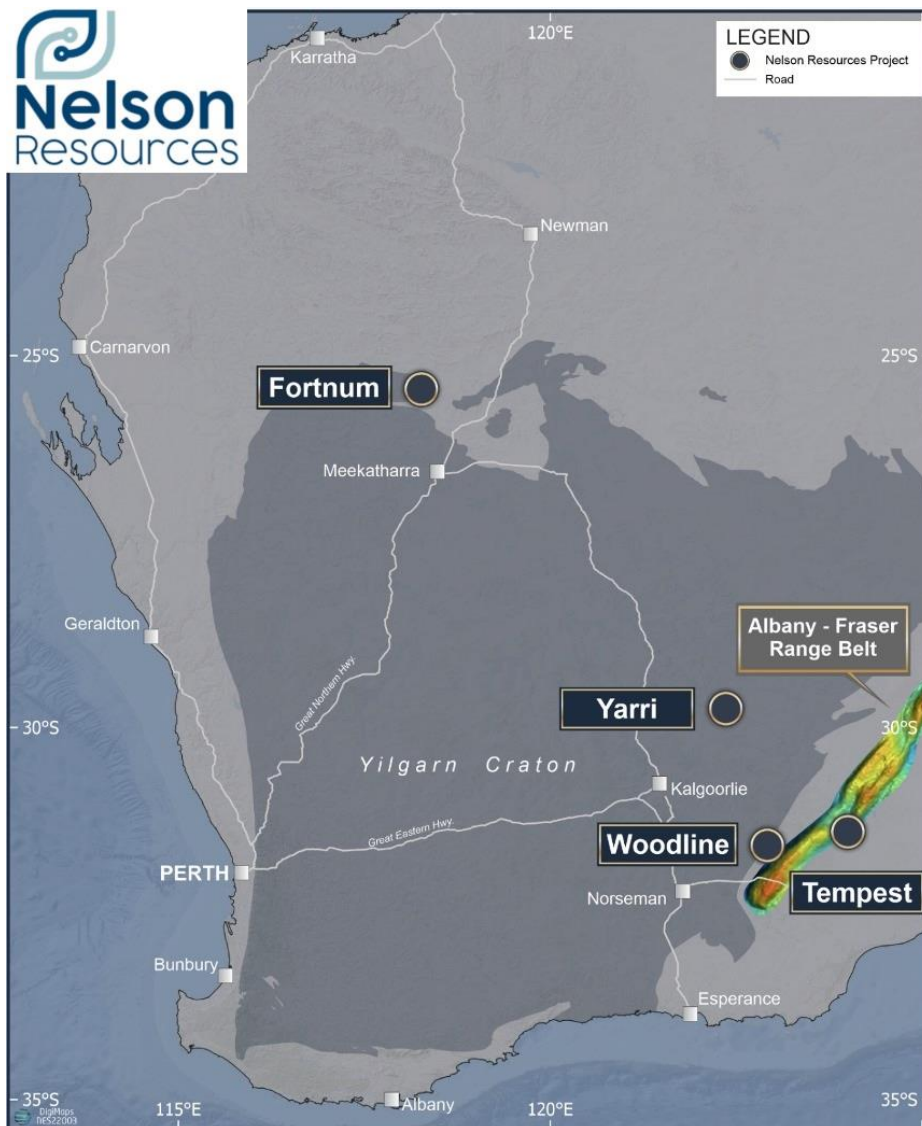 Nelson
Resources
120°E
LEGEND
Nelson Resources Project
Road
Karratha
Newman
25°S
Carnarvon
25°S
Fortnum
Meekatharra
Geraldton
Albany - Fraser
Range Belt
Great Northern Hwy.
Yarri
30°S
30°S
Yilgarn Craton
Kalgoorlie
Great Eastern Hwy.
Woodline
PERTH
Norseman
Tempest
Bunbury
Esperance
35°S
DigiMaps
NES22003
115°E
Albany
120°E
35°S